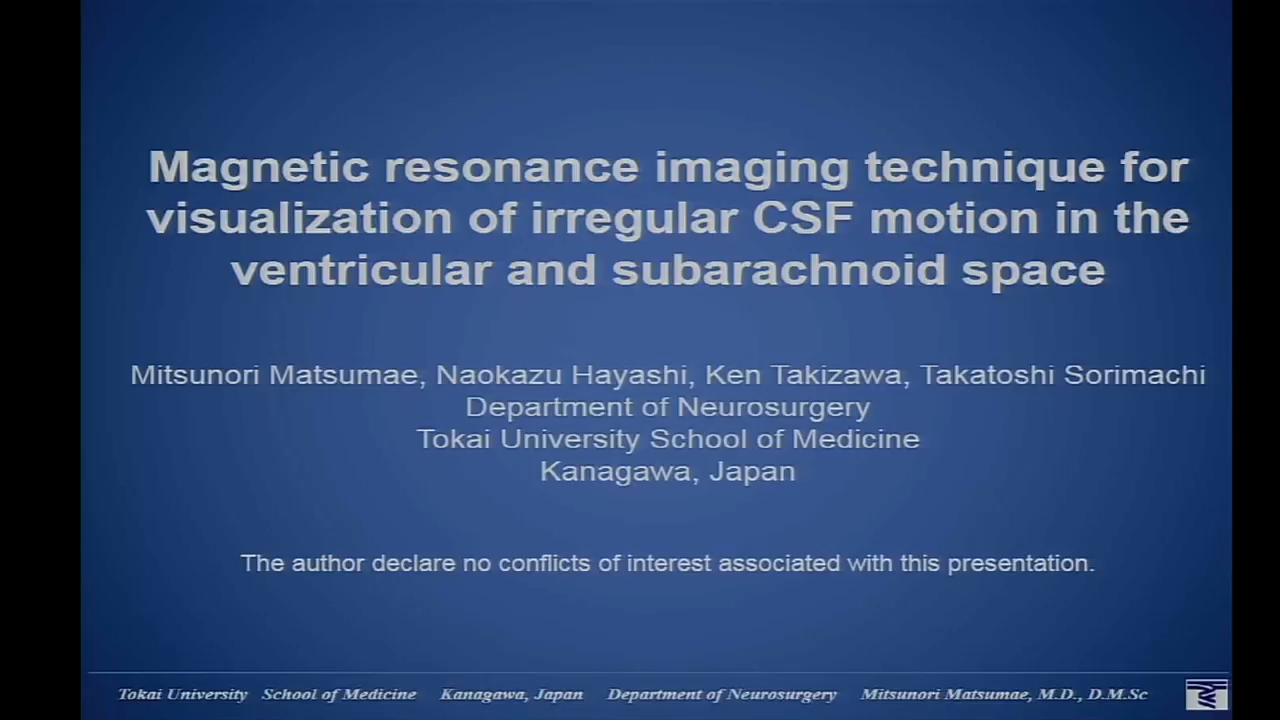 Magnetic resonance imaging technique for
visualization of irregular CSF motion in the
ventricular and subarachnoid space
Mitsunori Matsumae, Naokazu Hayashi, Ken Takizawa, Takatoshi Sorimachi
Department of Neurosurgery
Tokai University School of Medicine
Kanagawa, Japan
The author declare no conflicts of interest associated with this presentation.
Tokai University School of Medicine Kanagawa, Japan Department of Neurosurgery Mitsunori Matsumae, M.D., D.M.Sc